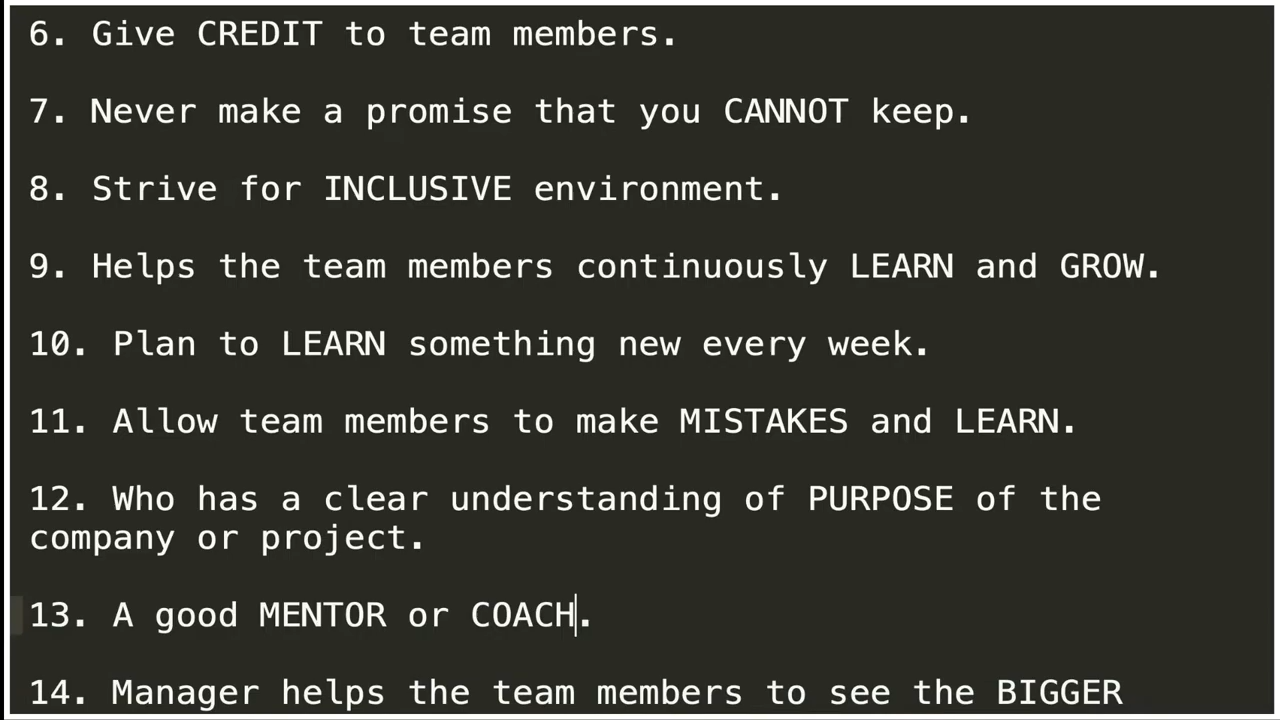 6. Give CREDIT to team members.
7. Never make a promise that you CANNOT keep.
8. Strive for INCLUSIVE environment.
9. Helps the team members continuously LEARN and GROW.
10. Plan to LEARN something new every week.
11. Allow team members to make MISTAKES and LEARN.
12. Who has a clear understanding of PURPOSE of the
company or project.
13. A good MENTOR or COACH.
14. Manager helps the team members to see the BIGGER